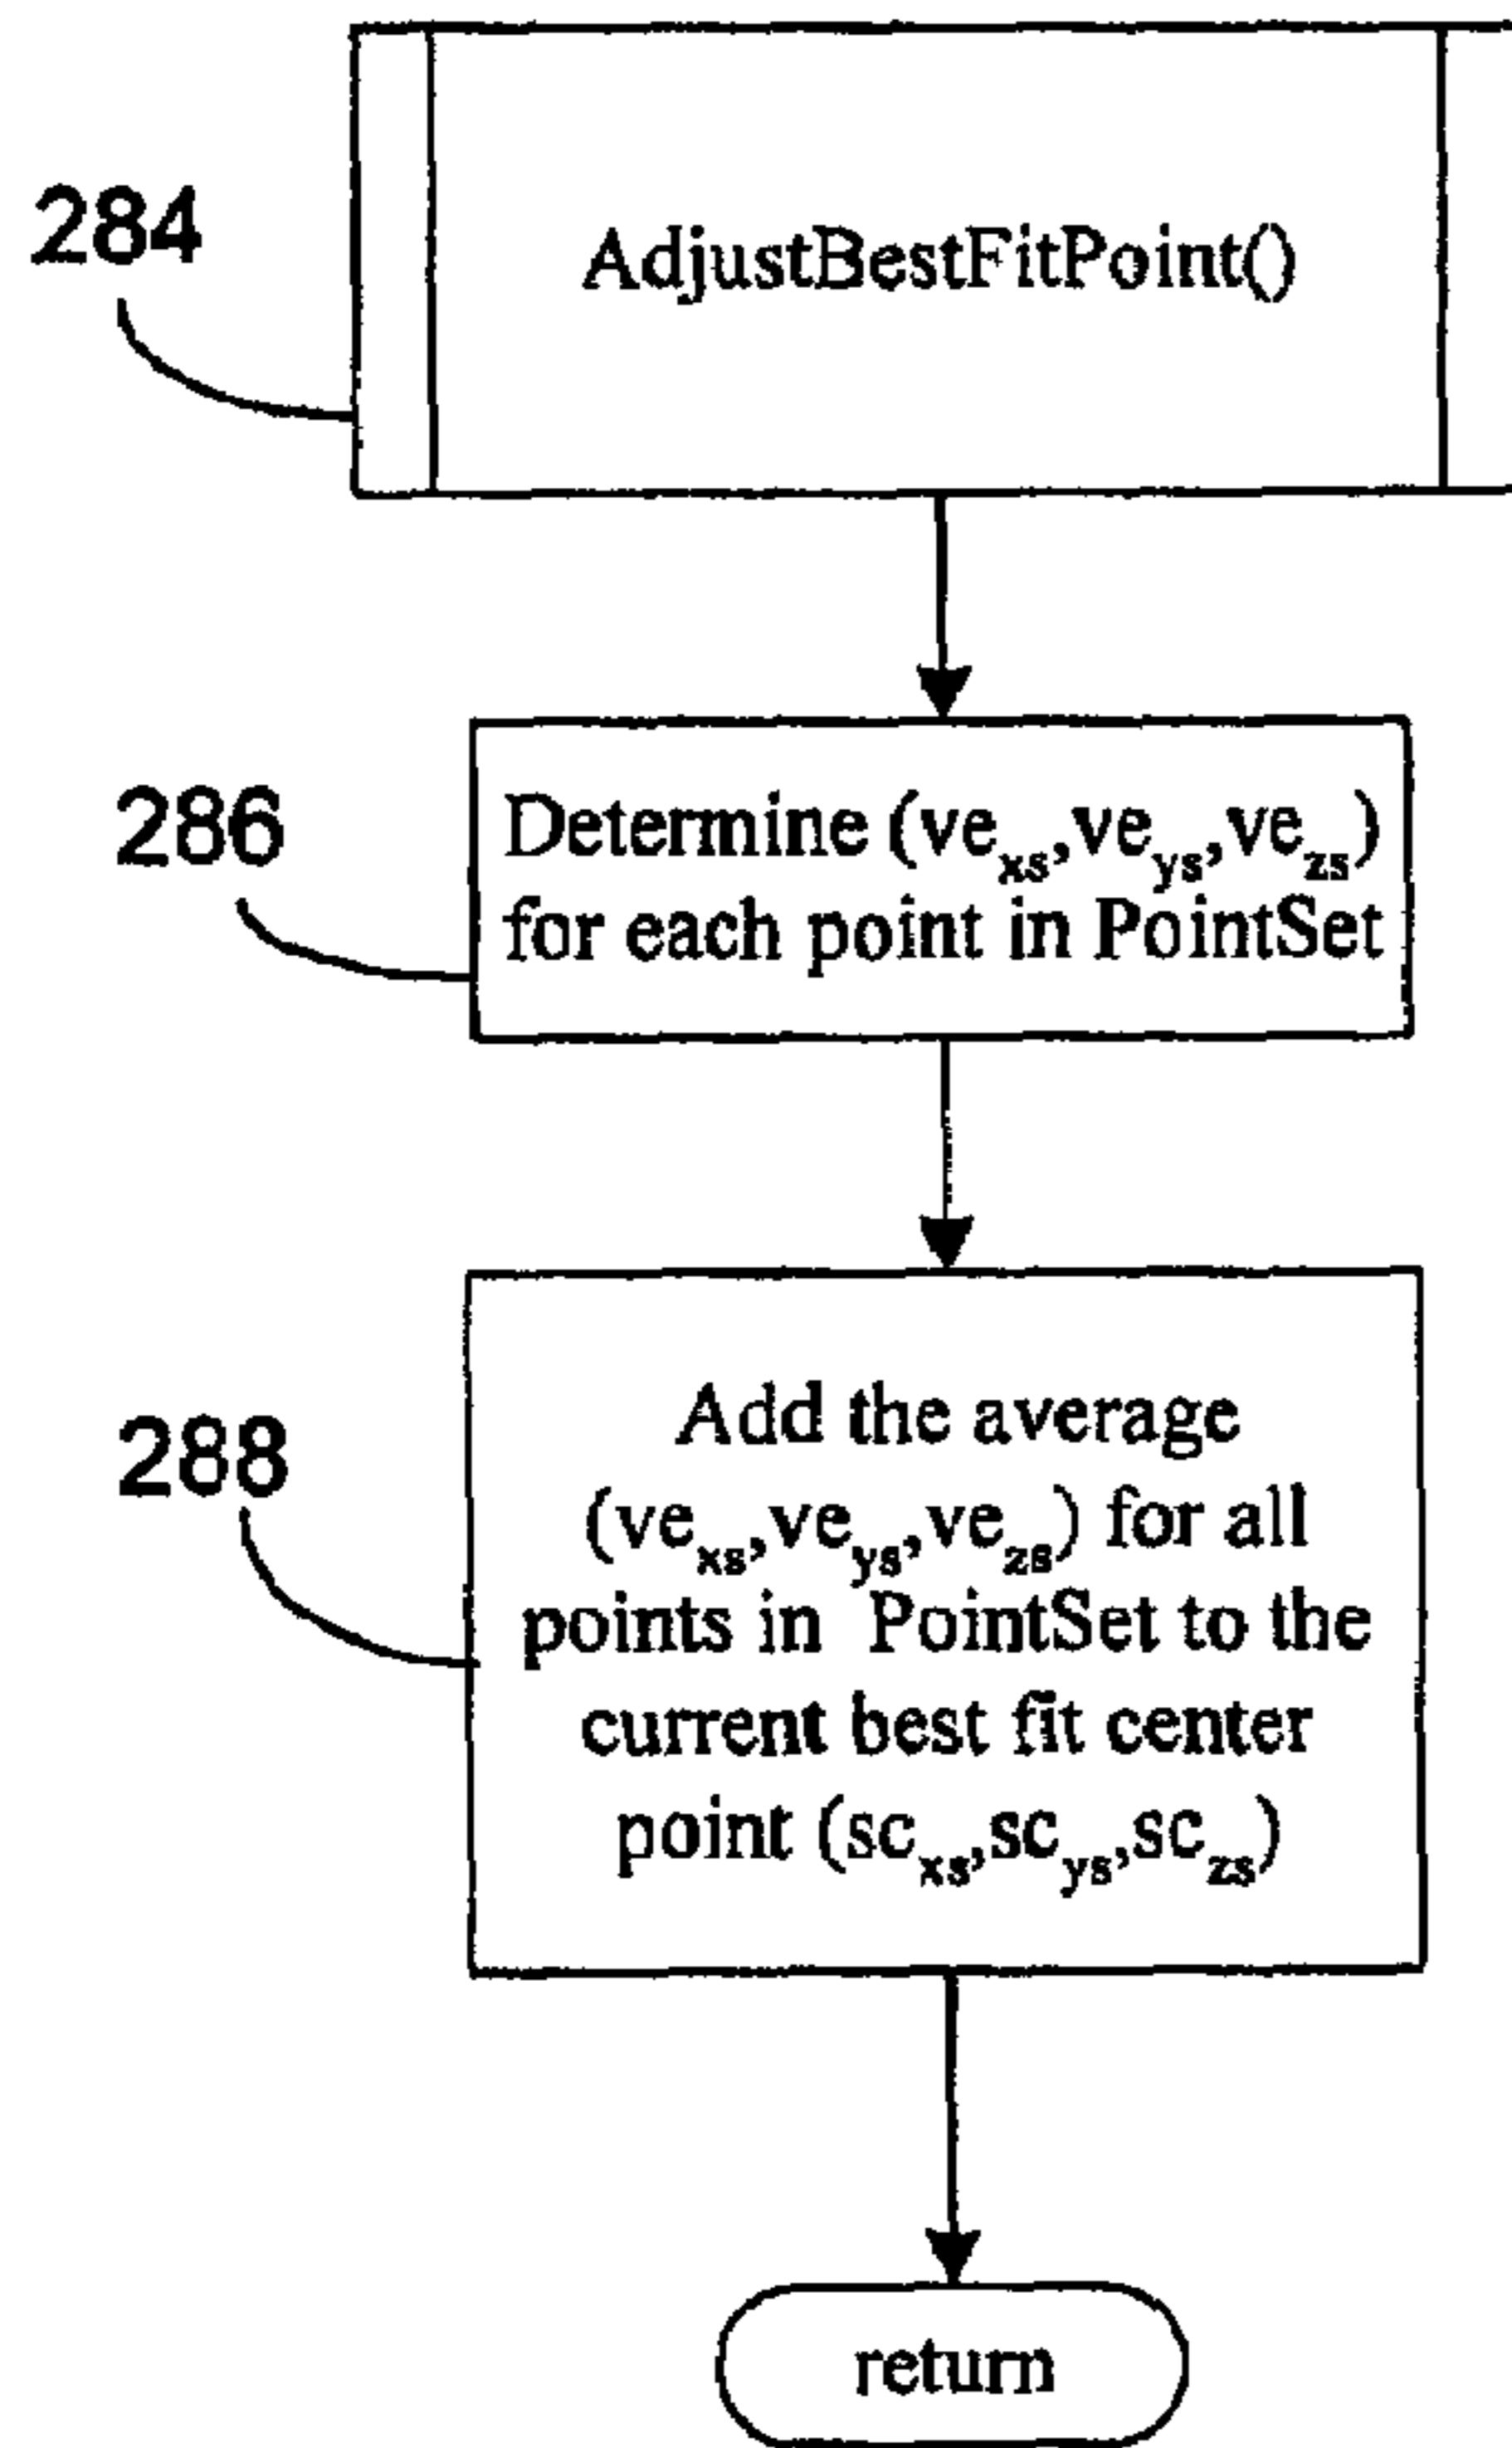 284
AdjustBestFitPoint()
286
Determine (ve_xs,ve_ys,ve_zs)
for each point in PointSet
288
Add the average
(ve_xs,ve_ys,ve_zs) for all
points in PointSet to the
current best fit center
point (sc_xs,sc_ys,sc_zs)
return